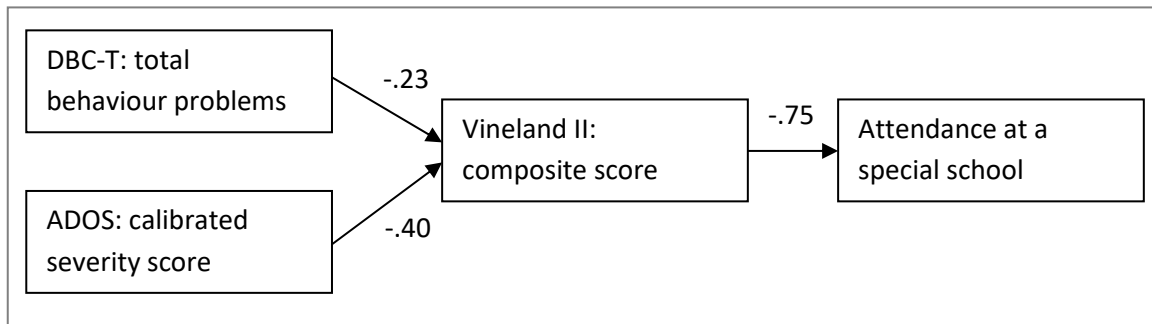 DBC-T: total
behaviour problems
-.23
ADOS: calibrated
severity score
-.40
Vineland II:
composite score
-.75
Attendance at a
special school